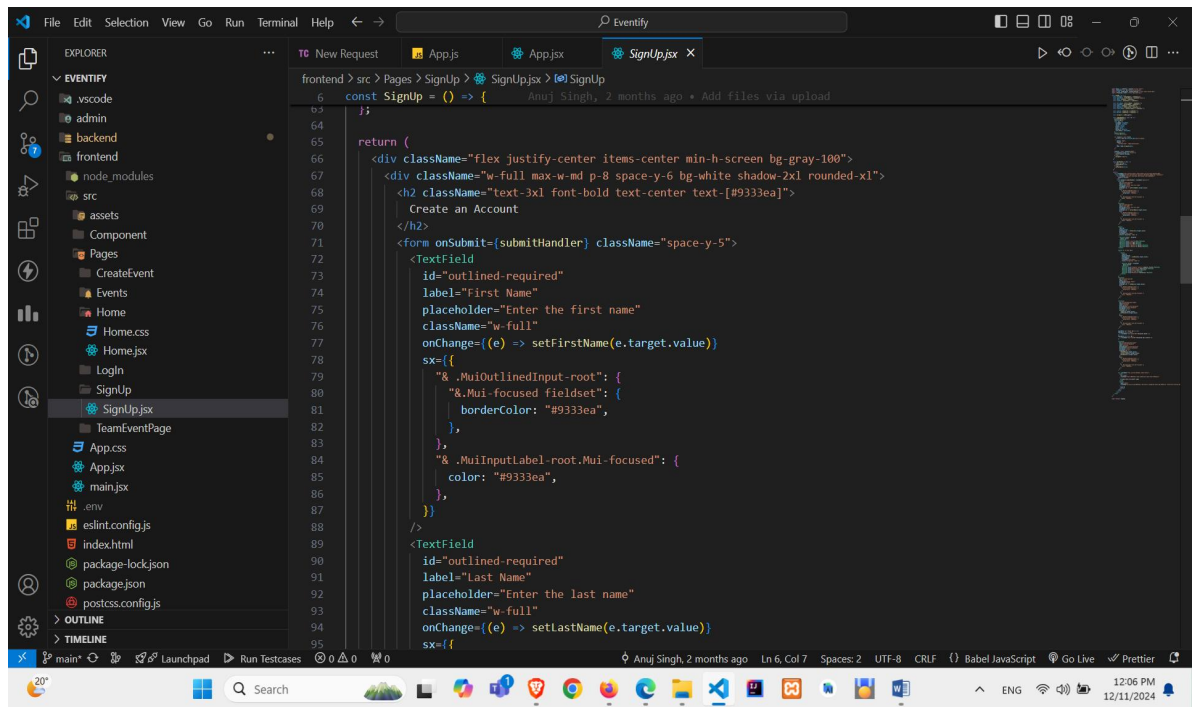 File Edit Selection View Go Run Terminal Help
Eventify
EXPLORER
EVENTIFY
.vscode
admin
backend
frontend
node_modules
src
assets
Component
Pages
CreateEvent
Events
Home
Home.css
Home.jsx
LogIn
SignUp
SignUp.jsx
TeamEventPage
App.css
App.jsx
main.jsx
.env
eslint.config.js
index.html
package-lock.json
package.json
postcss.config.js
OUTLINE
TIMELINE
7
TC New Request
JS App.js
App.jsx
SignUp.jsx
frontend > src > Pages > SignUp > SignUp.jsx > SignUp
6 const SignUp = () => { Anuj Singh, 2 months ago • Add files via upload
63 };
64
65 return (
66 <div className="flex justify-center items-center min-h-screen bg-gray-100">
67 <div className="w-full max-w-md p-8 space-y-6 bg-white shadow-2xl rounded-xl">
68 <h2 className="text-3xl font-bold text-center text-[#9333ea]">
69 Create an Account
70 </h2>
71 <form onSubmit={submitHandler} className="space-y-5">
72 <TextField
73 id="outlined-required"
74 label="First Name"
75 placeholder="Enter the first name"
76 className="w-full"
77 onChange={(e) => setFirstName(e.target.value)}
78 sx={{
79 "& .MuiOutlinedInput-root": {
80 "&.Mui-focused fieldset": {
81 borderColor: "#9333ea",
82 },
83 },
84 "& .MuiInputLabel-root.Mui-focused": {
85 color: "#9333ea",
86 },
87 }}
88 />
89 <TextField
90 id="outlined-required"
91 label="Last Name"
92 placeholder="Enter the last name"
93 className="w-full"
94 onChange={(e) => setLastName(e.target.value)}
95 sx={{
main* Launchpad Run Testcases 0 0 0 Anuj Singh, 2 months ago Ln 6, Col 7 Spaces: 2 UTF-8 CRLF {} Babel JavaScript Go Live Prettier
20°
Search
ENG
12:06 PM
12/11/2024